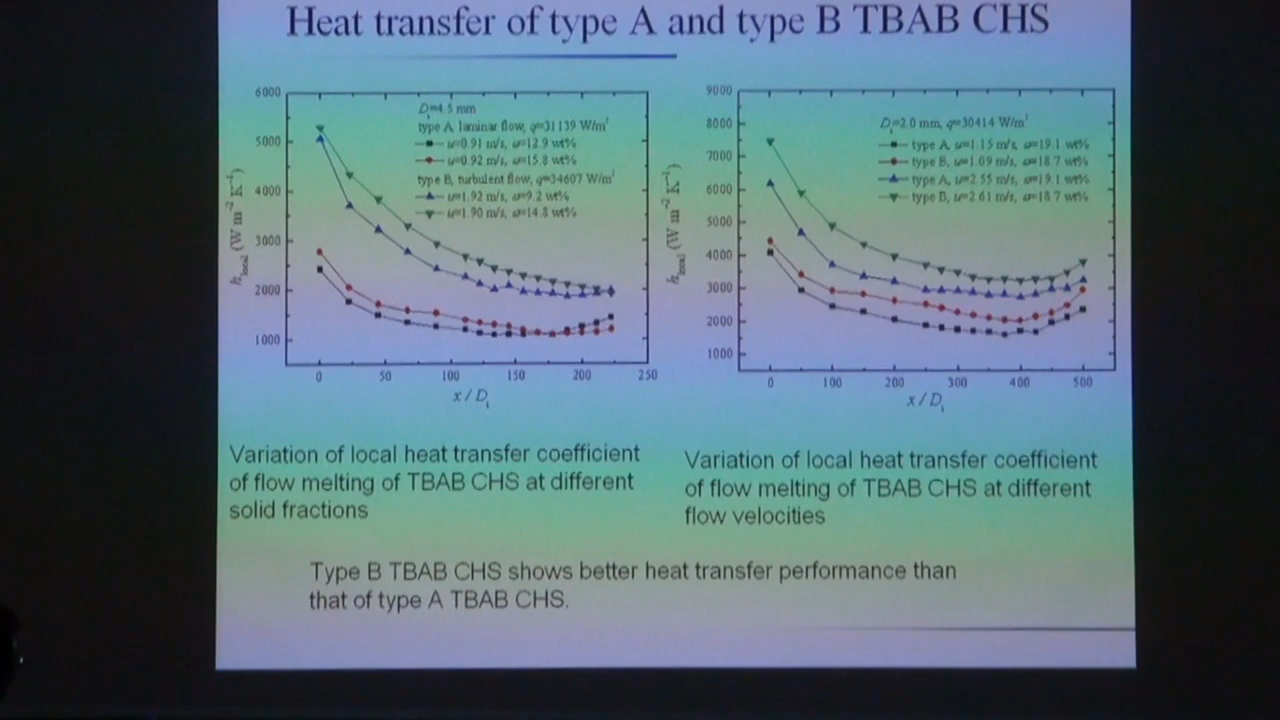 Heat transfer of type A and type B TBAB CHS
6000
5000
4000
3000
2000
1000
h_local (W m⁻² K⁻¹)
D_i=4.5 mm
type A, laminar flow, q=31139 W/m²
u=0.91 m/s, ω=12.9 wt%
u=0.92 m/s, ω=15.8 wt%
type B, turbulent flow, q=34607 W/m²
u=1.92 m/s, ω=9.2 wt%
u=1.90 m/s, ω=14.8 wt%
0 50 100 150 200 250
x / D_i
9000
8000
7000
6000
5000
4000
3000
2000
1000
h_local (W m⁻² K⁻¹)
D_i=2.0 mm, q=30414 W/m²
type A, u=1.15 m/s, ω=19.1 wt%
type B, u=1.09 m/s, ω=18.7 wt%
type A, u=2.55 m/s, ω=19.1 wt%
type B, u=2.61 m/s, ω=18.7 wt%
0 100 200 300 400 500
x / D_i
Variation of local heat transfer coefficient
of flow melting of TBAB CHS at different
solid fractions
Variation of local heat transfer coefficient
of flow melting of TBAB CHS at different
flow velocities
Type B TBAB CHS shows better heat transfer performance than
that of type A TBAB CHS.